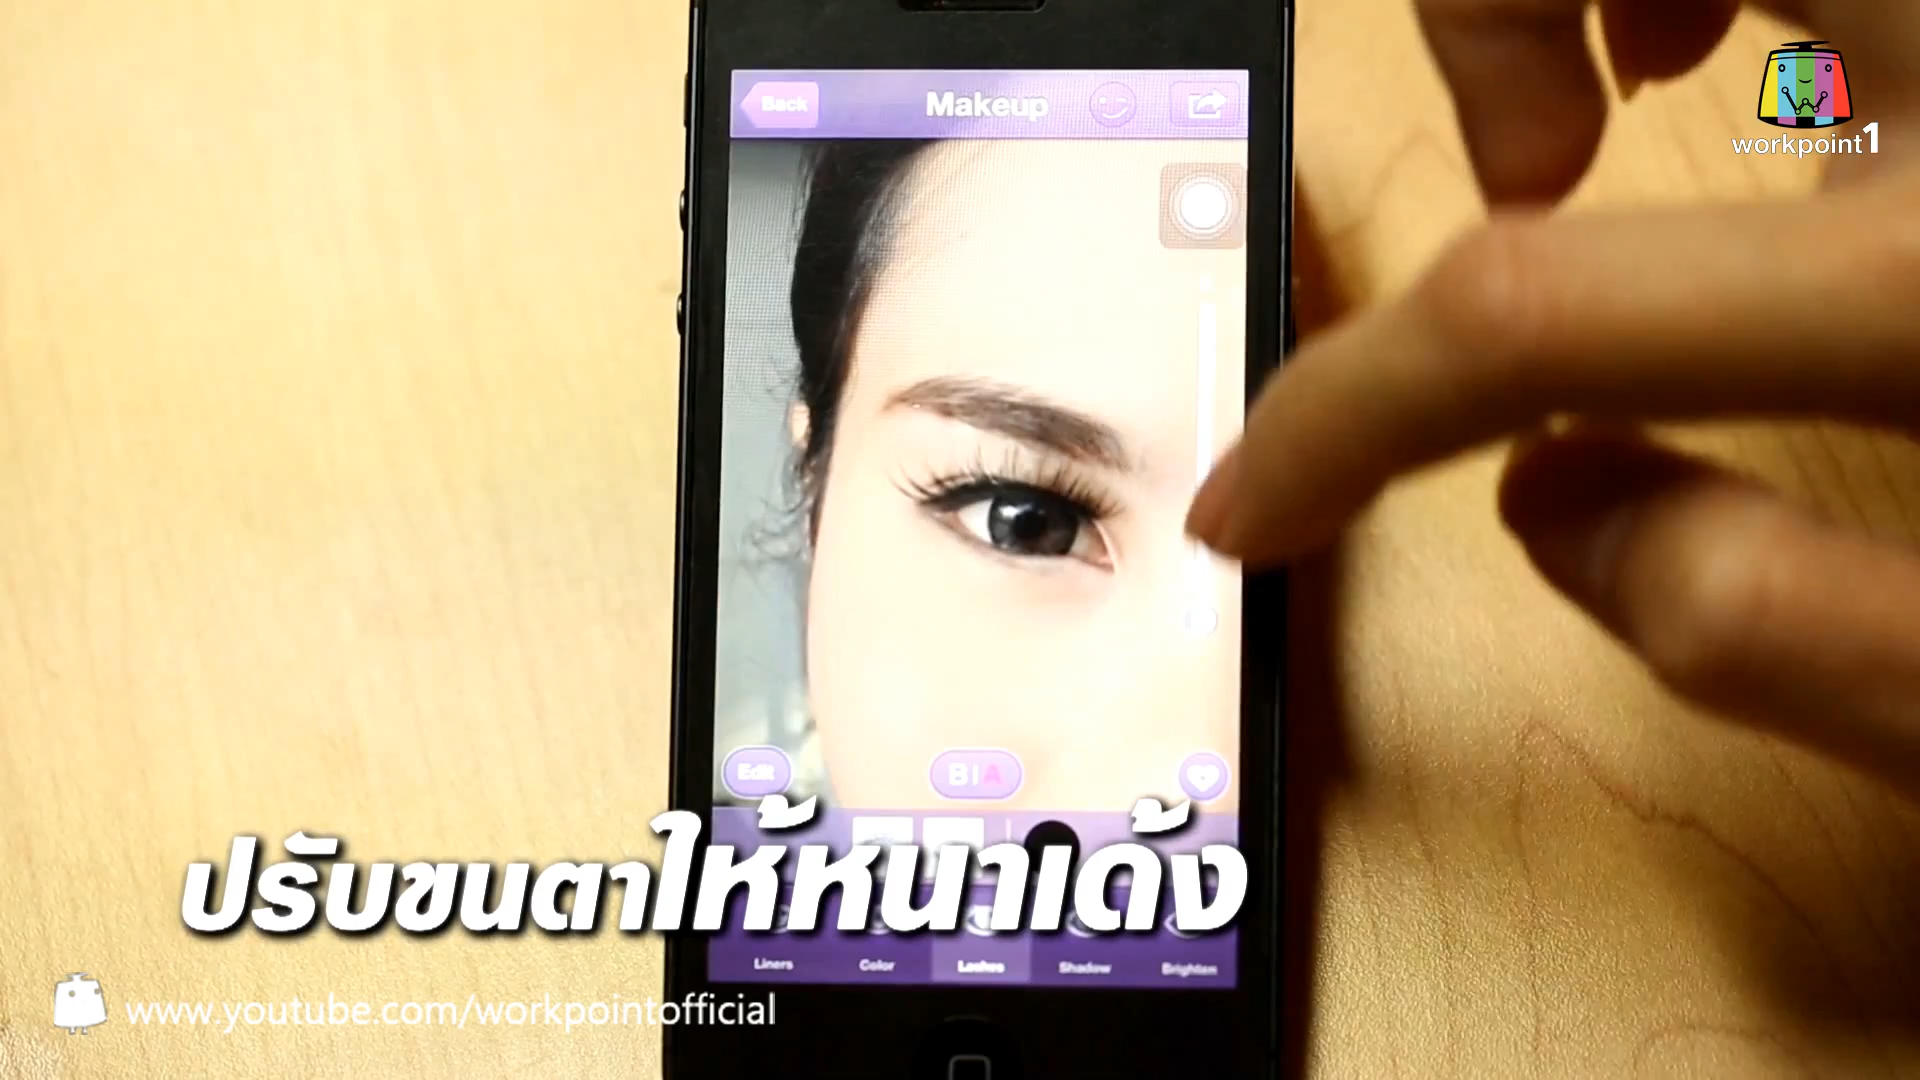 Back
Makeup
workpoint1
Edit
B|A
ปรับขนตาให้หนาเด้ง
Liners
Color
Lashes
Shadow
Brighten
www.youtube.com/workpointofficial